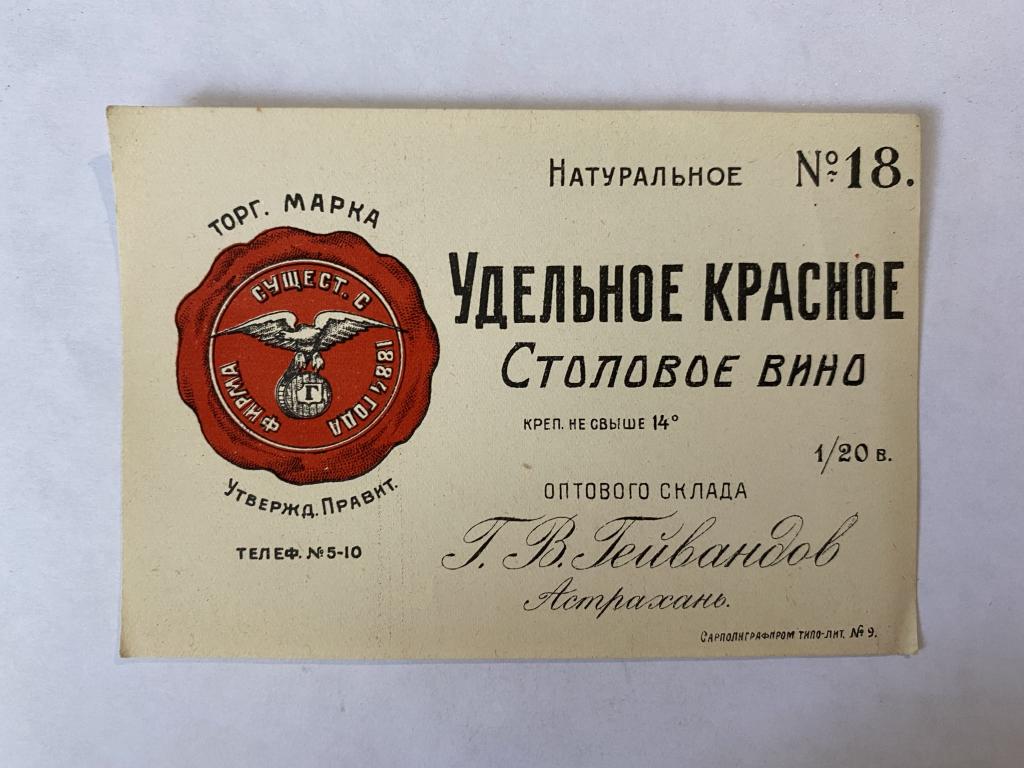 ТОРГ. МАРКА
ФИРМА СУЩЕСТ. С 1884 ГОДА
Т
УТВЕРЖД. ПРАВИТ.
ТЕЛЕФ. №5-10
НАТУРАЛЬНОЕ №18.
УДЕЛЬНОЕ КРАСНОЕ
СТОЛОВОЕ ВИНО
КРЕП. НЕ СВЫШЕ 14°
1/20 В.
ОПТОВОГО СКЛАДА
Г. В. Гейвандов
Астрахань.
САРПОЛИГРАФПРОМ ТИПО-ЛИТ. №9.